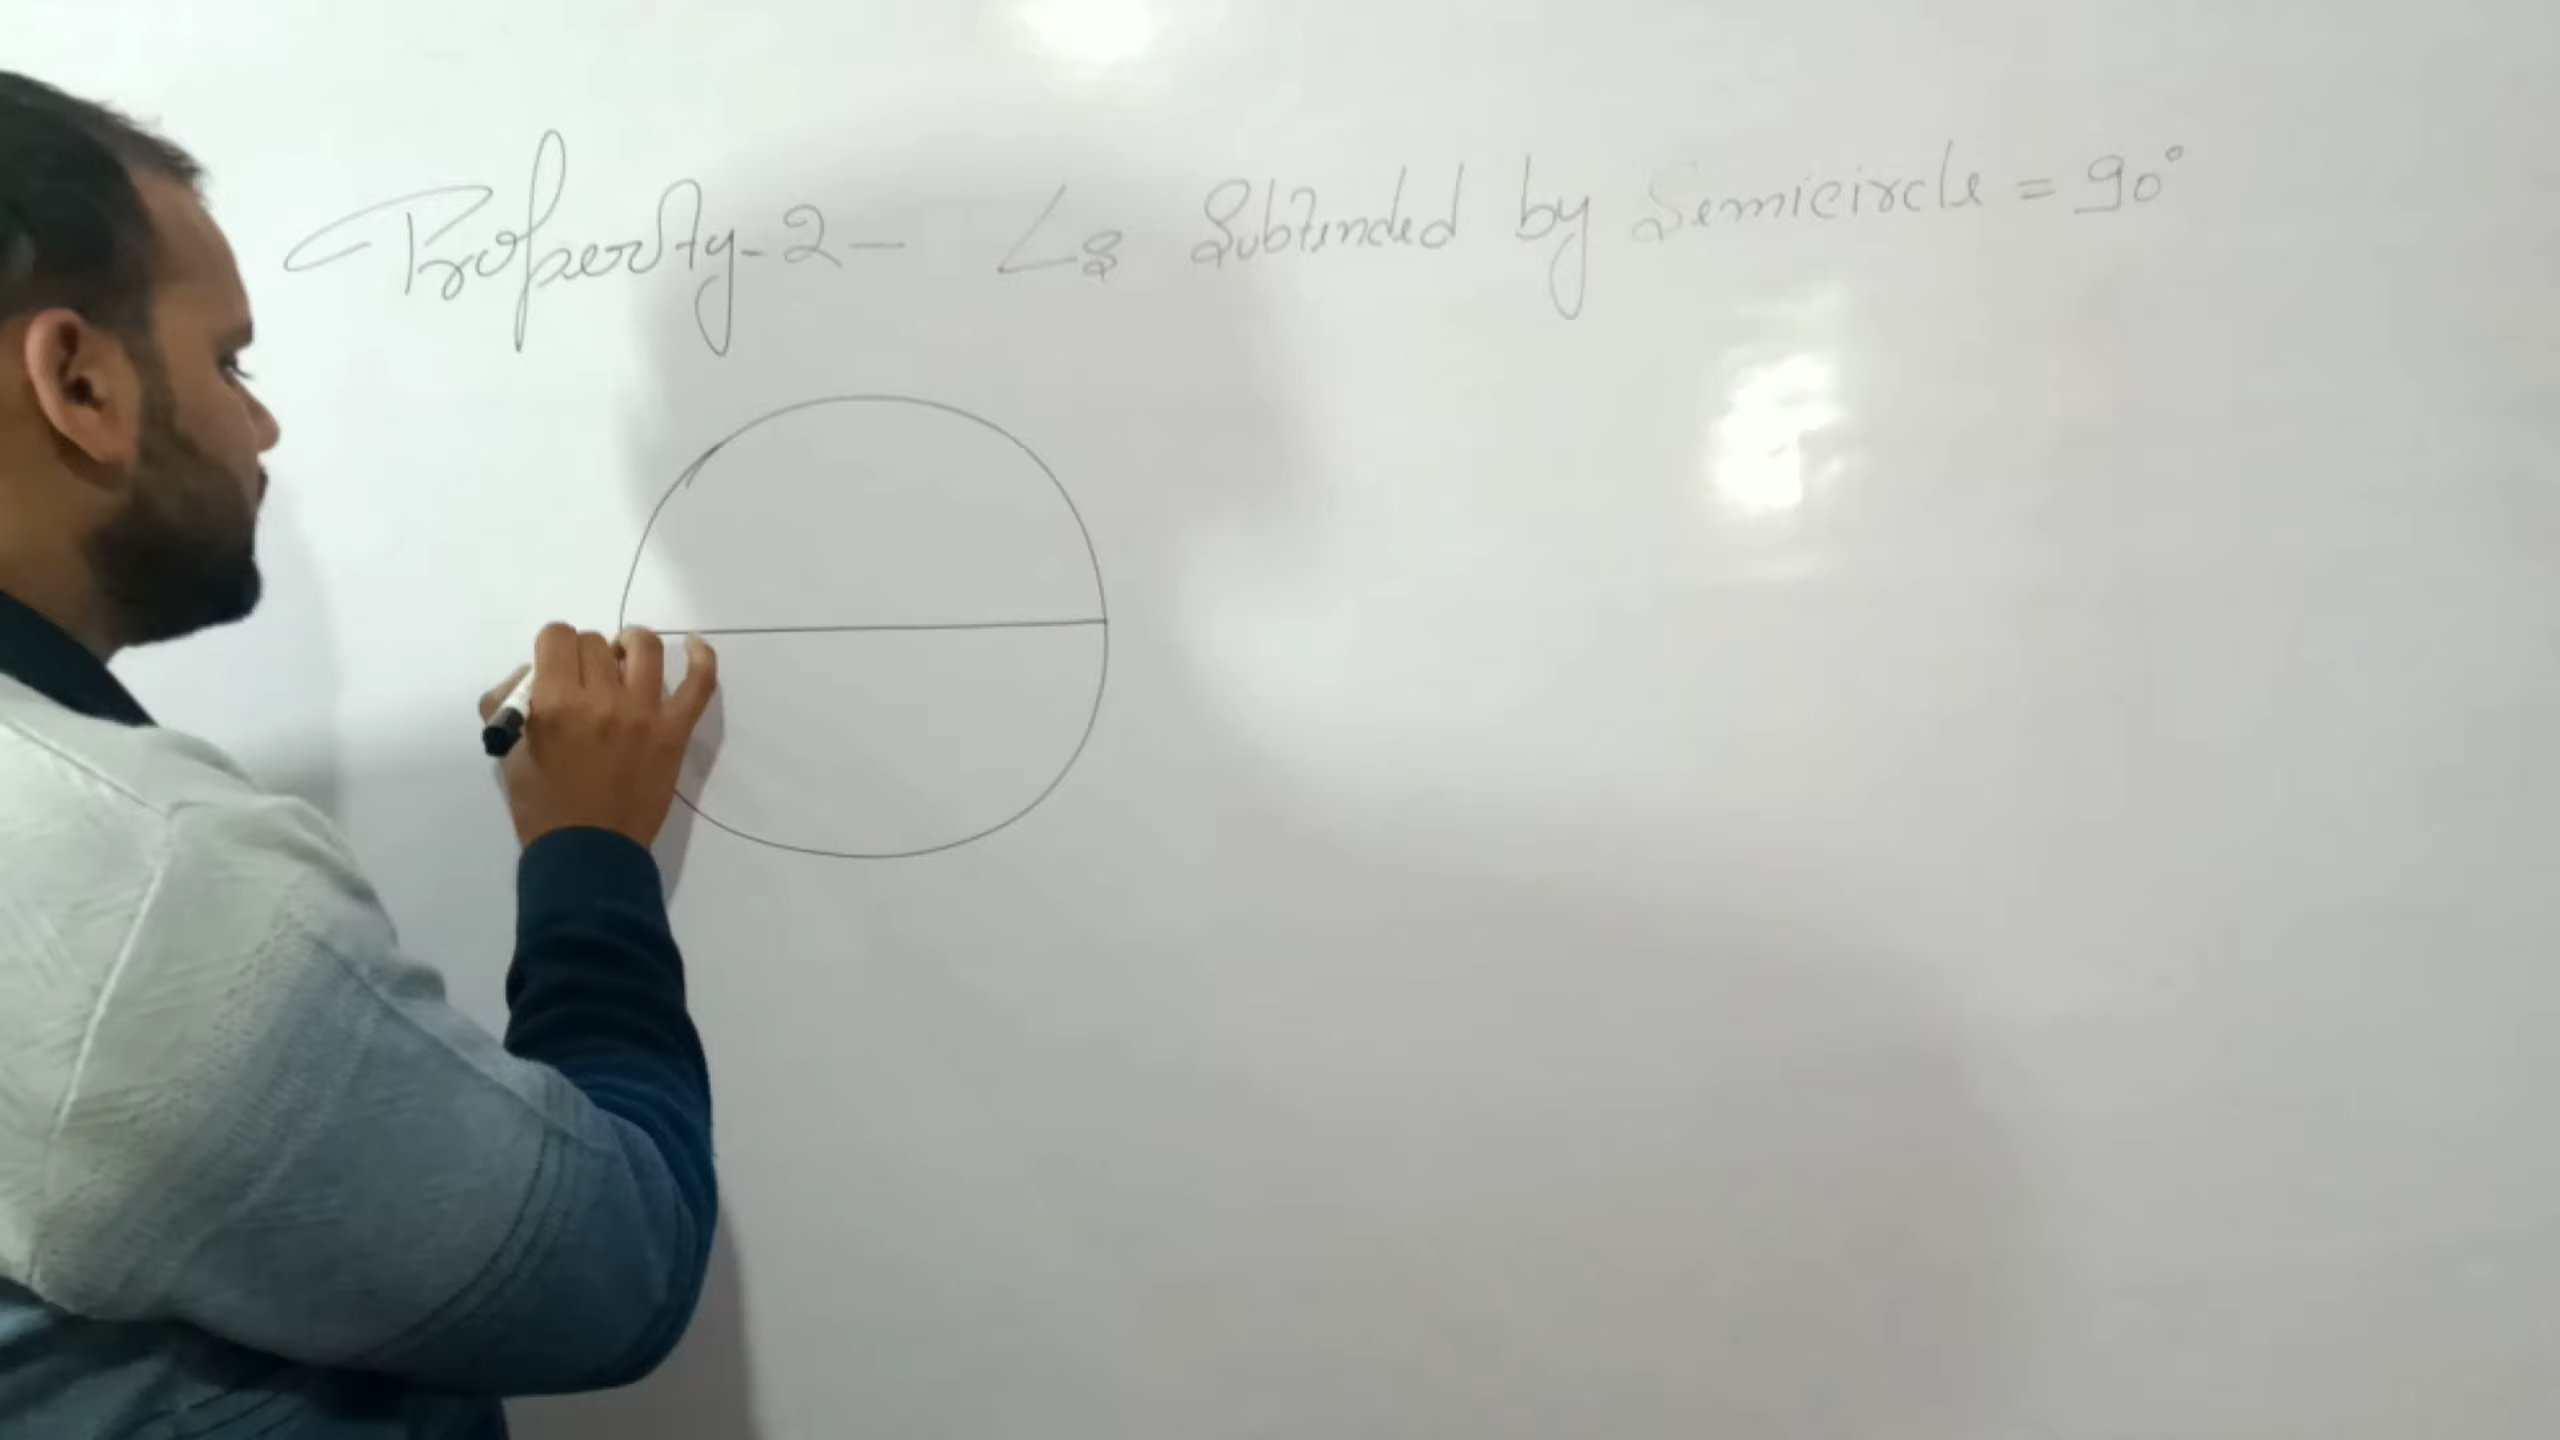 Property-2- ∠s Subtended by Semicircle = 90°